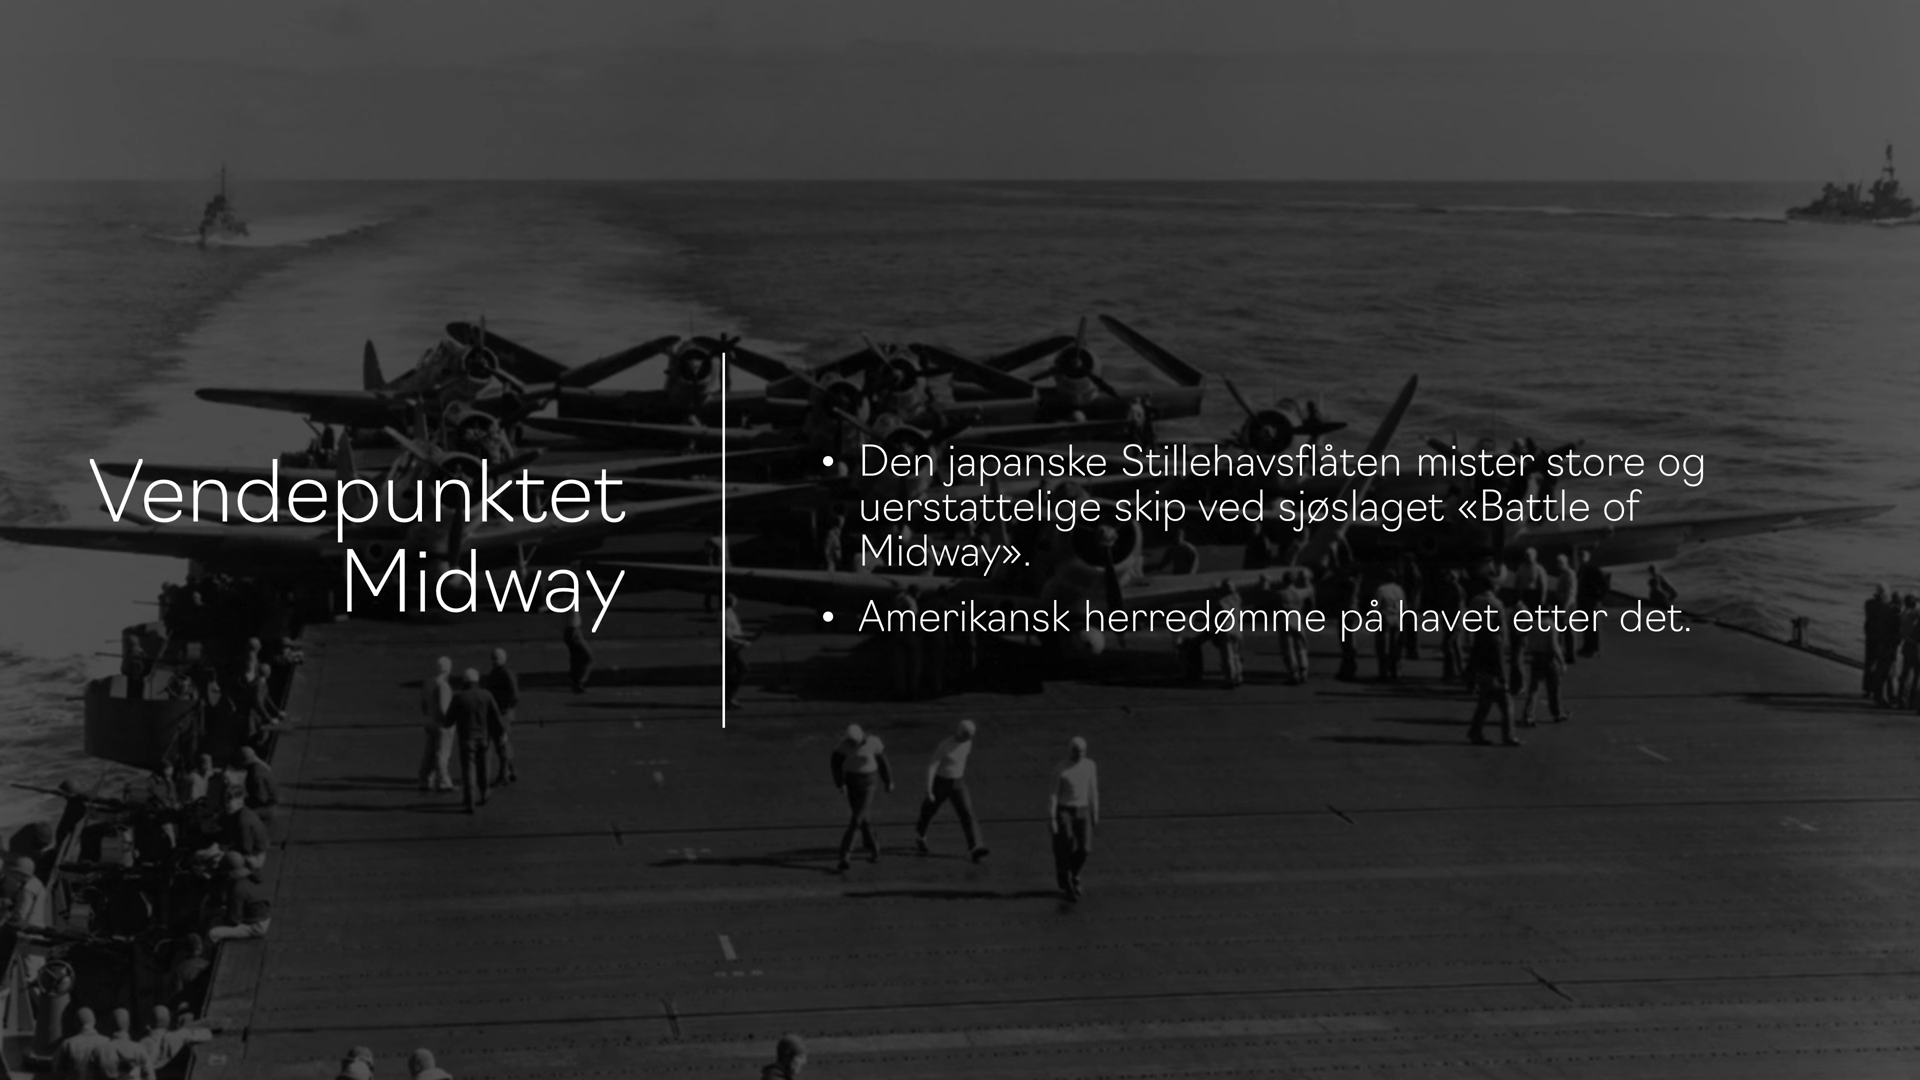 Vendepunktet
Midway
• Den japanske Stillehavsflåten mister store og
uerstattelige skip ved sjøslaget «Battle of
Midway».
• Amerikansk herredømme på havet etter det.